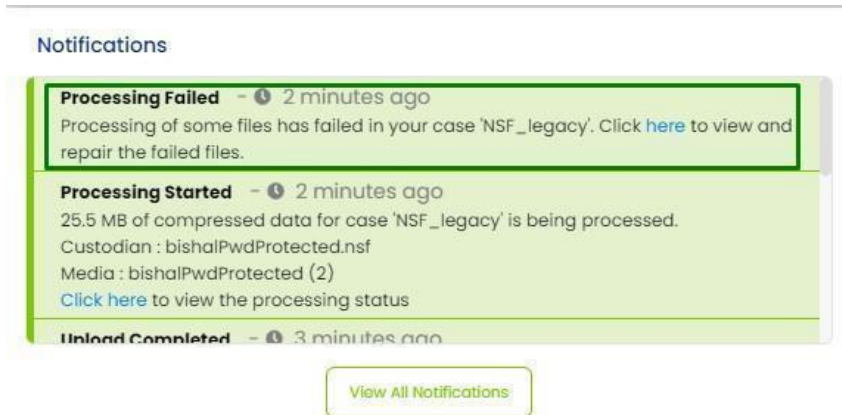 Notifications
Processing Failed - 2 minutes ago
Processing of some files has failed in your case 'NSF_legacy'. Click here to view and
repair the failed files.
Processing Started - 2 minutes ago
25.5 MB of compressed data for case 'NSF_legacy' is being processed.
Custodian : bishalPwdProtected.nsf
Media : bishalPwdProtected (2)
Click here to view the processing status
Upload Completed - 3 minutes ago
View All Notifications